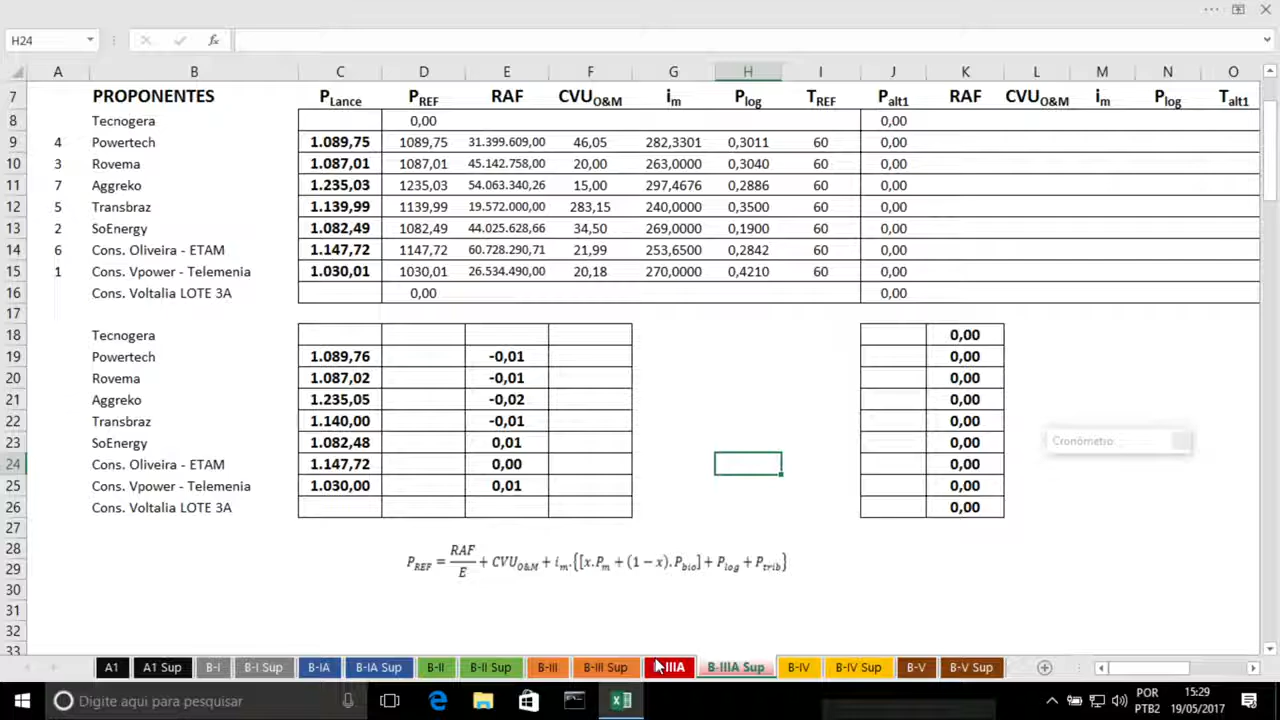 H24 fx
A B C D E F G H I J K L M N O
7 PROPONENTES PLance PREF RAF CVUO&M im Plog TREF Palt1 RAF CVUO&M im Plog Talt1
8 Tecnogera 0,00 0,00
9 4 Powertech 1.089,75 1089,75 31.399.609,00 46,05 282,3301 0,3011 60 0,00
10 3 Rovema 1.087,01 1087,01 45.142.758,00 20,00 263,0000 0,3040 60 0,00
11 7 Aggreko 1.235,03 1235,03 54.063.340,26 15,00 297,4676 0,2886 60 0,00
12 5 Transbraz 1.139,99 1139,99 19.572.000,00 283,15 240,0000 0,3500 60 0,00
13 2 SoEnergy 1.082,49 1082,49 44.025.628,66 34,50 269,0000 0,1900 60 0,00
14 6 Cons. Oliveira - ETAM 1.147,72 1147,72 60.728.290,71 21,99 253,6500 0,2842 60 0,00
15 1 Cons. Vpower - Telemenia 1.030,01 1030,01 26.534.490,00 20,18 270,0000 0,4210 60 0,00
16 Cons. Voltalia LOTE 3A 0,00 0,00
17
18 Tecnogera 0,00
19 Powertech 1.089,76 -0,01 0,00
20 Rovema 1.087,02 -0,01 0,00
21 Aggreko 1.235,05 -0,02 0,00
22 Transbraz 1.140,00 -0,01 0,00
23 SoEnergy 1.082,48 0,01 0,00
Cronômetro
24 Cons. Oliveira - ETAM 1.147,72 0,00 0,00
25 Cons. Vpower - Telemenia 1.030,00 0,01 0,00
26 Cons. Voltalia LOTE 3A 0,00
27
28
PREF = RAF/E + CVUO&M + im.{[x.Pm + (1 − x).Pbio] + Plog + Ptrib}
29
30
31
32
33
A1 A1 Sup B-I B-I Sup B-IA B-IA Sup B-II B-II Sup B-III B-III Sup B-IIIA B-IIIA Sup B-IV B-IV Sup B-V B-V Sup
Digite aqui para pesquisar POR 15:29
PTB2 19/05/2017